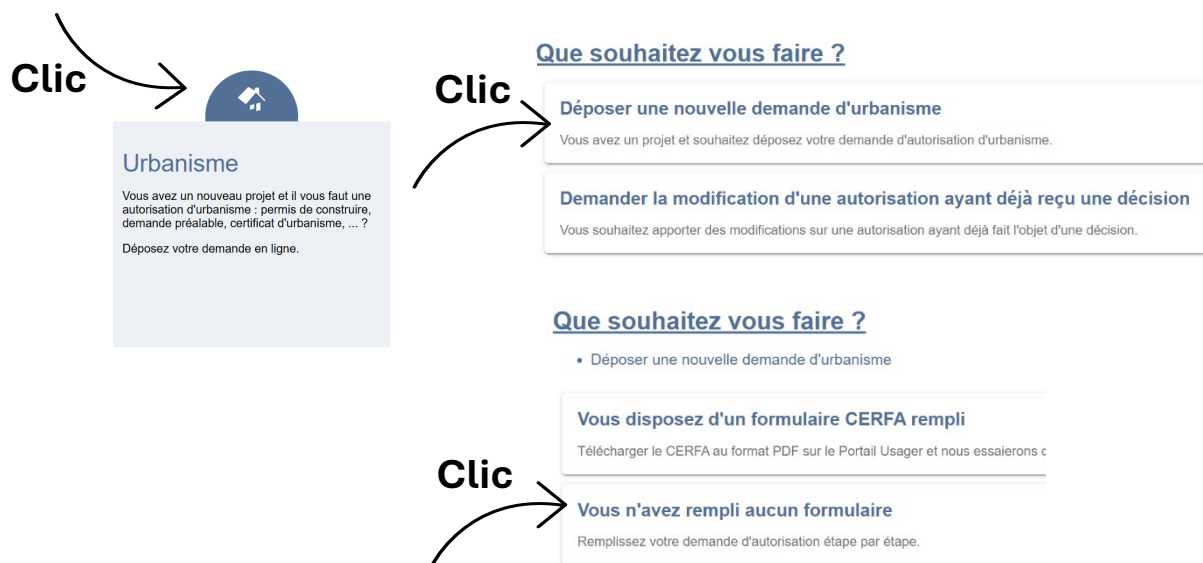 Clic
Urbanisme
Vous avez un nouveau projet et il vous faut une
autorisation d'urbanisme : permis de construire,
demande préalable, certificat d'urbanisme, ... ?
Déposez votre demande en ligne.
Clic
Que souhaitez vous faire ?
Déposer une nouvelle demande d'urbanisme
Vous avez un projet et souhaitez déposez votre demande d'autorisation d'urbanisme.
Demander la modification d'une autorisation ayant déjà reçu une décision
Vous souhaitez apporter des modifications sur une autorisation ayant déjà fait l'objet d'une décision.
Que souhaitez vous faire ?
• Déposer une nouvelle demande d'urbanisme
Vous disposez d'un formulaire CERFA rempli
Télécharger le CERFA au format PDF sur le Portail Usager et nous essaierons
Clic
Vous n'avez rempli aucun formulaire
Remplissez votre demande d'autorisation étape par étape.